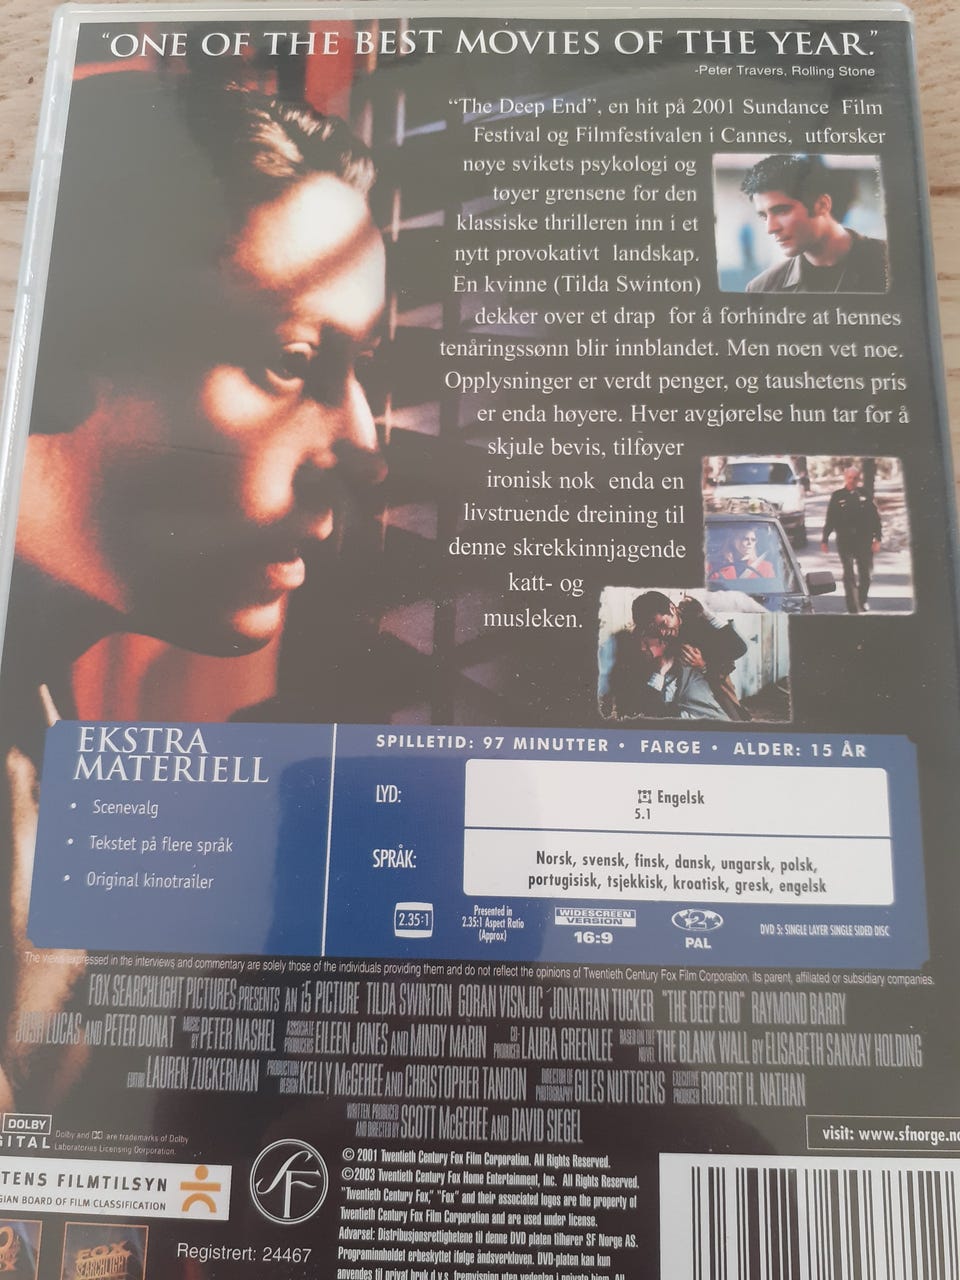 “ONE OF THE BEST MOVIES OF THE YEAR.”
-Peter Travers, Rolling Stone
“The Deep End”, en hit på 2001 Sundance Film
Festival og Filmfestivalen i Cannes, utforsker
nøye svikets psykologi og
tøyer grensene for den
klassiske thrilleren inn i et
nytt provokativt landskap.
En kvinne (Tilda Swinton)
dekker over et drap for å forhindre at hennes
tenåringssønn blir innblandet. Men noen vet noe.
Opplysninger er verdt penger, og taushetens pris
er enda høyere. Hver avgjørelse hun tar for å
skjule bevis, tilføyer
ironisk nok enda en
livstruende dreining til
denne skrekkinnjagende
katt- og
musleken.
EKSTRA
MATERIELL
• Scenevalg
• Tekstet på flere språk
• Original kinotrailer
SPILLETID: 97 MINUTTER • FARGE • ALDER: 15 ÅR
LYD:
Engelsk
5.1
SPRÅK:
Norsk, svensk, finsk, dansk, ungarsk, polsk,
portugisisk, tsjekkisk, kroatisk, gresk, engelsk
2.35:1
Presented in
2.35:1 Aspect Ratio
(Approx)
WIDESCREEN
VERSION
16:9
2
PAL
DVD 5: SINGLE LAYER SINGLE SIDED DISC
The views expressed in the interviews and commentary are solely those of the individuals providing them and do not reflect the opinions of Twentieth Century Fox Film Corporation, its parent, affiliated or subsidiary companies.
FOX SEARCHLIGHT PICTURES PRESENTS AN i5 PICTURE TILDA SWINTON GORAN VISNJIC JONATHAN TUCKER "THE DEEP END" RAYMOND BARRY
JOSH LUCAS AND PETER DONAT MUSIC BY PETER NASHEL ASSOCIATE PRODUCERS EILEEN JONES AND MINDY MARIN CO-PRODUCER LAURA GREENLEE BASED ON THE NOVEL THE BLANK WALL BY ELISABETH SANXAY HOLDING
EDITOR LAUREN ZUCKERMAN PRODUCTION DESIGN KELLY McGEHEE AND CHRISTOPHER TANDON DIRECTOR OF PHOTOGRAPHY GILES NUTTGENS EXECUTIVE PRODUCER ROBERT H. NATHAN
WRITTEN, PRODUCED AND DIRECTED BY SCOTT McGEHEE AND DAVID SIEGEL
DOLBY
GITAL
Dolby and are trademarks of Dolby
Laboratories Licensing Corporation.
visit: www.sfnorge.no
TENS FILMTILSYN
GIAN BOARD OF FILM CLASSIFICATION
SF
© 2001 Twentieth Century Fox Film Corporation. All Rights Reserved.
©2003 Twentieth Century Fox Home Entertainment, Inc. All Rights Reserved.
"Twentieth Century Fox," "Fox" and their associated logos are the property of
Twentieth Century Fox Film Corporation and are used under license.
Advarsel: Distribusjonsrettighetene til denne DVD platen tilhører SF Norge AS.
Programinnholdet erbeskyttet ifølge åndsverkloven. DVD-platen kan kun
anvendes til privat bruk d.v.s. fremvisning uten vederlag i private hjem. All
FOX
SEARCHLIGHT
Registrert: 24467